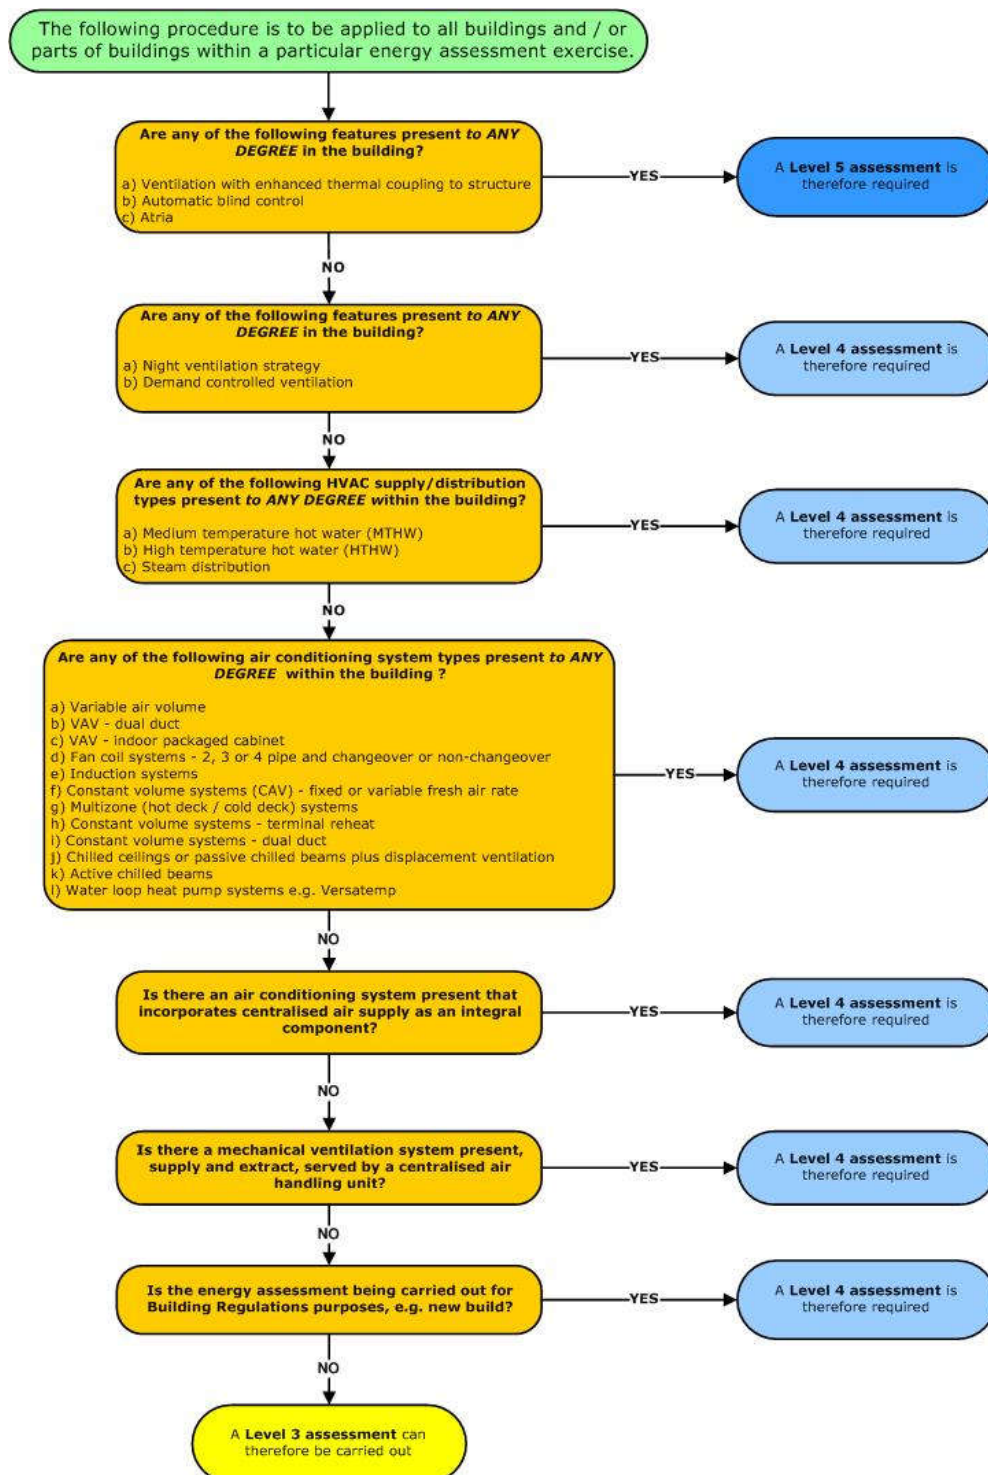 The following procedure is to be applied to all buildings and / or
parts of buildings within a particular energy assessment exercise.
Are any of the following features present to ANY
DEGREE in the building?
a) Ventilation with enhanced thermal coupling to structure
b) Automatic blind control
c) Atria
YES
A Level 5 assessment is
therefore required
NO
Are any of the following features present to ANY
DEGREE in the building?
a) Night ventilation strategy
b) Demand controlled ventilation
YES
A Level 4 assessment is
therefore required
NO
Are any of the following HVAC supply/distribution
types present to ANY DEGREE within the building?
a) Medium temperature hot water (MTHW)
b) High temperature hot water (HTHW)
c) Steam distribution
YES
A Level 4 assessment is
therefore required
NO
Are any of the following air conditioning system types present to ANY
DEGREE within the building ?
a) Variable air volume
b) VAV - dual duct
c) VAV - indoor packaged cabinet
d) Fan coil systems - 2, 3 or 4 pipe and changeover or non-changeover
e) Induction systems
f) Constant volume systems (CAV) - fixed or variable fresh air rate
g) Multizone (hot deck / cold deck) systems
h) Constant volume systems - terminal reheat
i) Constant volume systems - dual duct
j) Chilled ceilings or passive chilled beams plus displacement ventilation
k) Active chilled beams
l) Water loop heat pump systems e.g. Versatemp
YES
A Level 4 assessment is
therefore required
NO
Is there an air conditioning system present that
incorporates centralised air supply as an integral
component?
YES
A Level 4 assessment is
therefore required
NO
Is there a mechanical ventilation system present,
supply and extract, served by a centralised air
handling unit?
YES
A Level 4 assessment is
therefore required
NO
Is the energy assessment being carried out for
Building Regulations purposes, e.g. new build?
YES
A Level 4 assessment is
therefore required
NO
A Level 3 assessment can
therefore be carried out